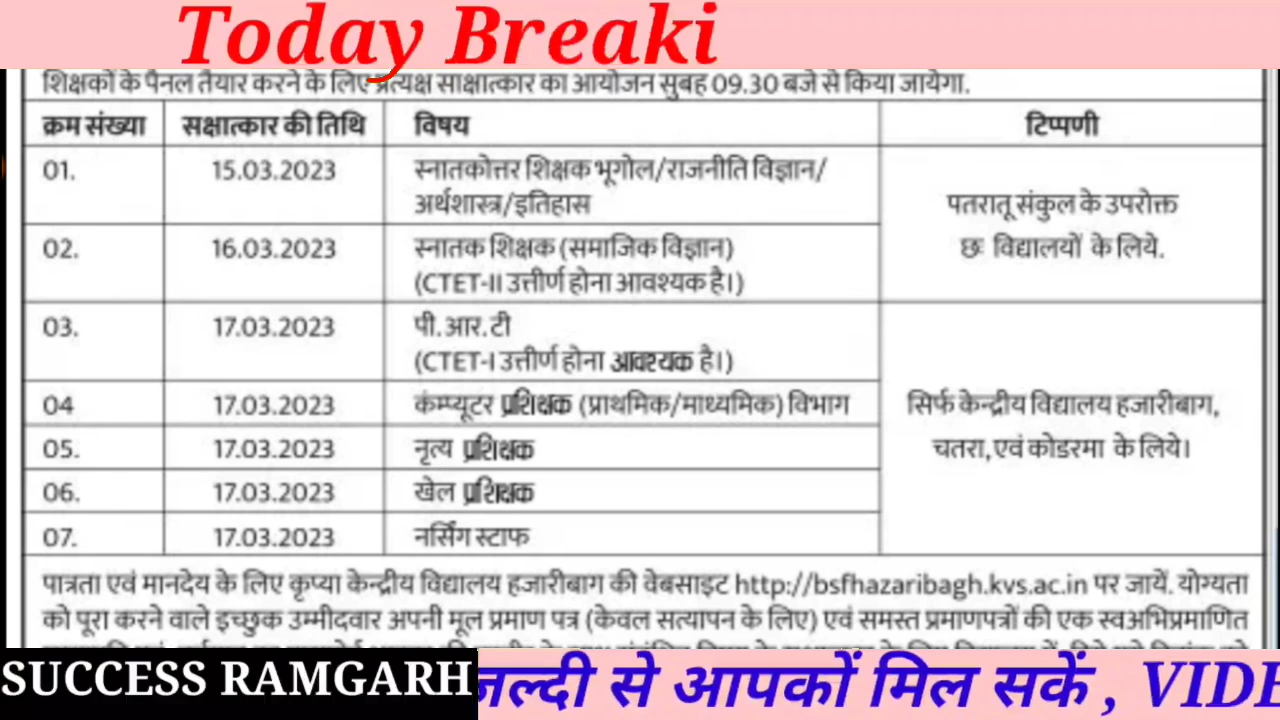 Today Breaki
शिक्षकों के पैनल तैयार करने के लिए प्रत्यक्ष साक्षात्कार का आयोजन सुबह 09.30 बजे से किया जायेगा.
क्रम संख्या सक्षात्कार की तिथि विषय टिप्पणी
01. 15.03.2023 स्नातकोत्तर शिक्षक भूगोल/राजनीति विज्ञान/
अर्थशास्त्र/इतिहास
पतरातू संकुल के उपरोक्त
छः विद्यालयों के लिये.
02. 16.03.2023 स्नातक शिक्षक (समाजिक विज्ञान)
(CTET-II उत्तीर्ण होना आवश्यक है।)
03. 17.03.2023 पी.आर.टी
(CTET-I उत्तीर्ण होना आवश्यक है।)
04 17.03.2023 कंम्प्यूटर प्रशिक्षक (प्राथमिक/माध्यमिक) विभाग
सिर्फ केन्द्रीय विद्यालय हजारीबाग,
चतरा, एवं कोडरमा के लिये।
05. 17.03.2023 नृत्य प्रशिक्षक
06. 17.03.2023 खेल प्रशिक्षक
07. 17.03.2023 नर्सिंग स्टाफ
पात्रता एवं मानदेय के लिए कृप्या केन्द्रीय विद्यालय हजारीबाग की वेबसाइट http://bsfhazaribagh.kvs.ac.in पर जायें. योग्यता
को पूरा करने वाले इच्छुक उम्मीदवार अपनी मूल प्रमाण पत्र (केवल सत्यापन के लिए) एवं समस्त प्रमाणपत्रों की एक स्वअभिप्रमाणित
SUCCESS RAMGARH
जल्दी से आपकों मिल सकें , VIDE